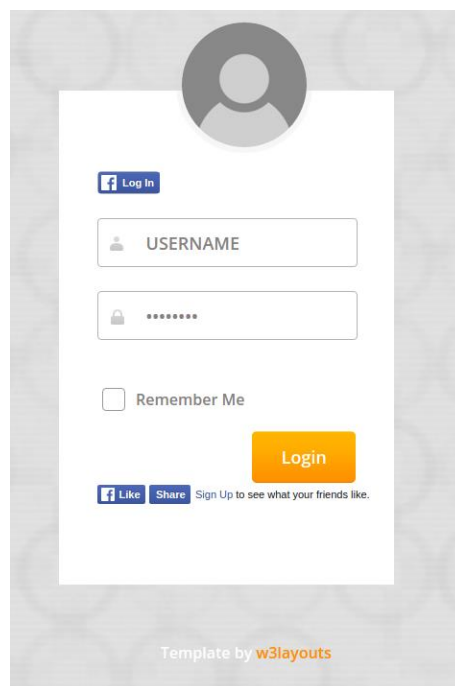 Log In
USERNAME
••••••••
Remember Me
Login
Like Share Sign Up to see what your friends like.
Template by w3layouts